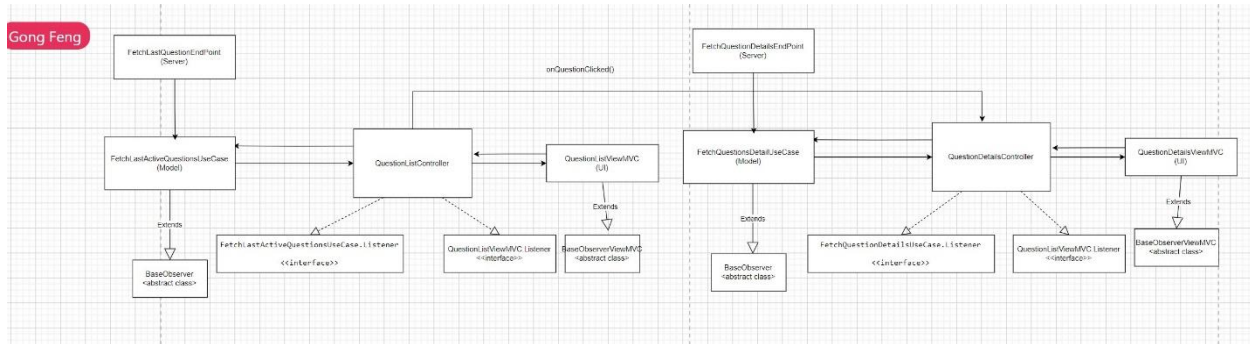 Gong Feng
FetchLastQuestionEndPoint
(Server)
FetchQuestionDetailsEndPoint
(Server)
onQuestionClicked()
FetchLastActiveQuestionsUseCase
(Model)
QuestionListController
QuestionListViewMVC
(UI)
FetchQuestionsDetailUseCase
(Model)
QuestionDetailsController
QuestionDetailsViewMVC
(UI)
Extends
Extends
Extends
Extends
FetchLastActiveQuestionsUseCase.Listener
<<interface>>
QuestionListViewMVC Listener
<<interface>>
BaseObserverViewMVC
<abstract class>
FetchQuestionDetailsUseCase.Listener
<<interface>>
QuestionListViewMVC Listener
<<interface>>
BaseObserverViewMVC
<abstract class>
BaseObserver
<abstract class>
BaseObserver
<abstract class>